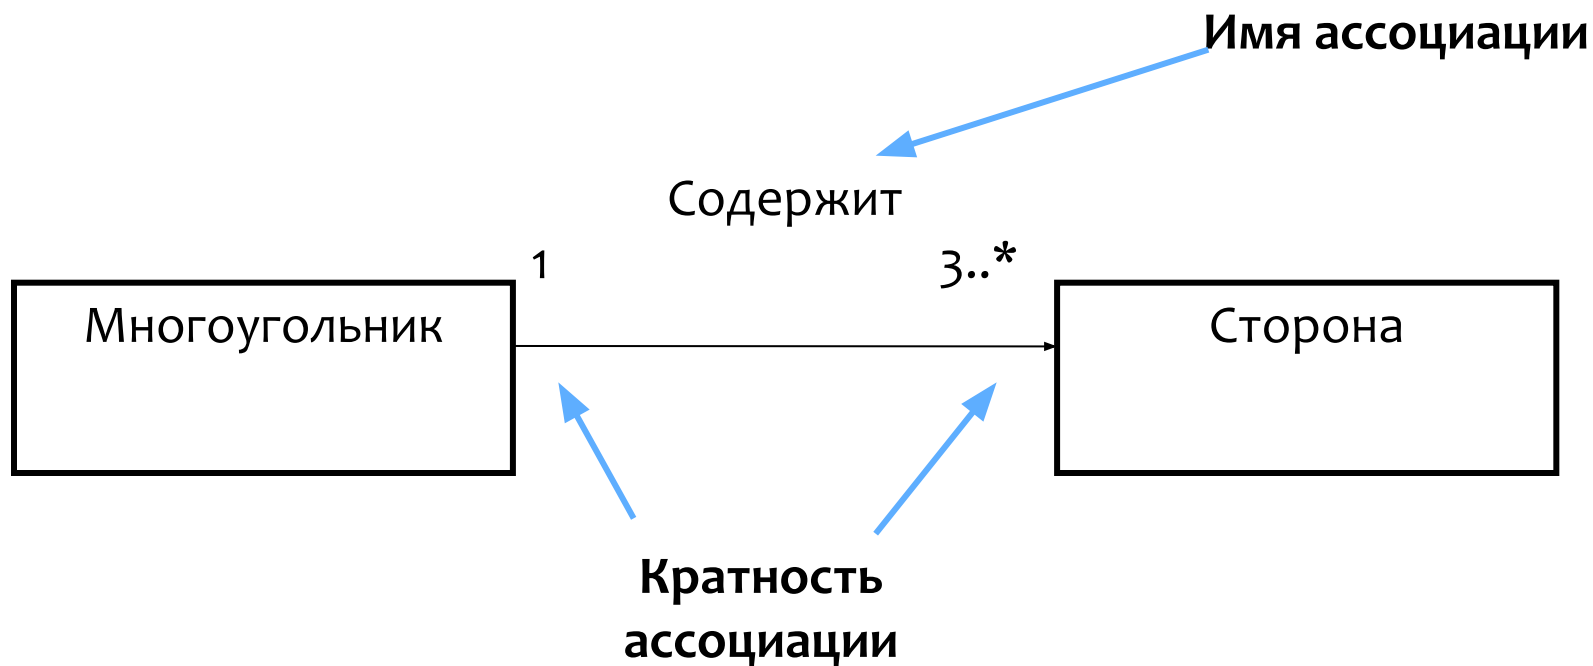 Имя ассоциации
Содержит
1
3..*
Многоугольник
Сторона
Кратность
ассоциации